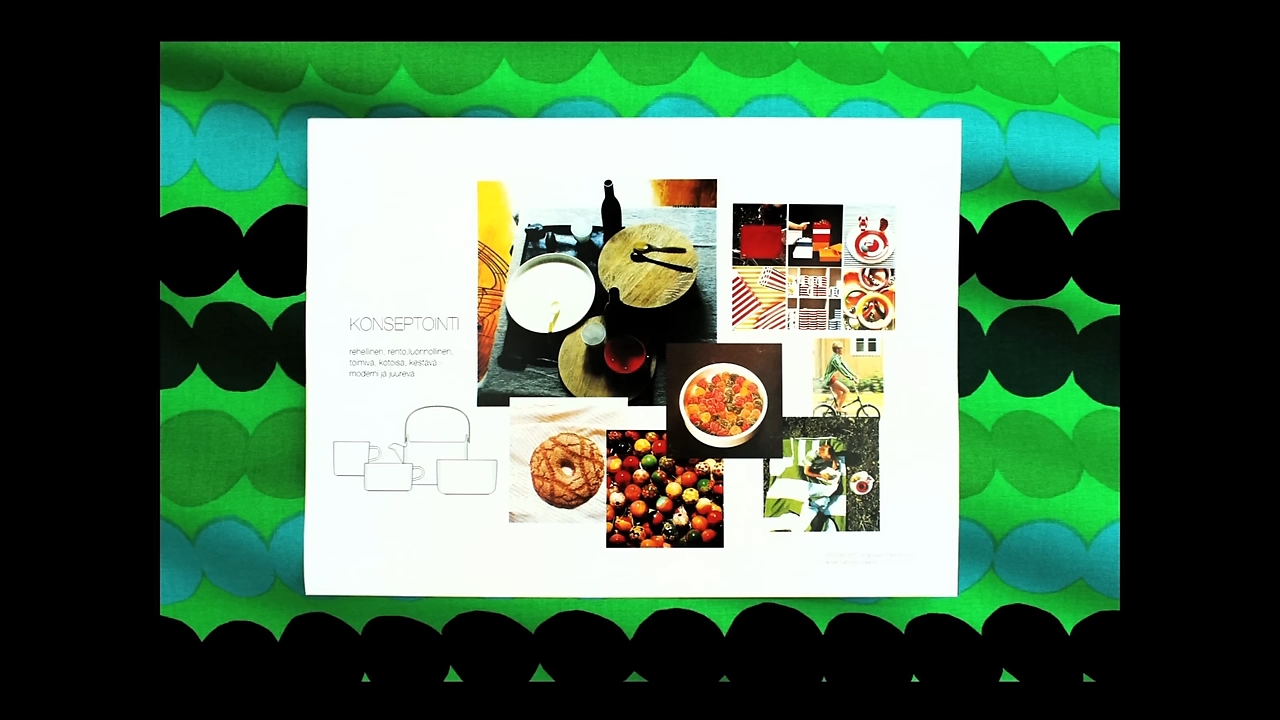 KONSEPTOINTI
rehellinen, rento,luonnollinen,
toimiva, kotoisa, kestävä
moderni ja juureva